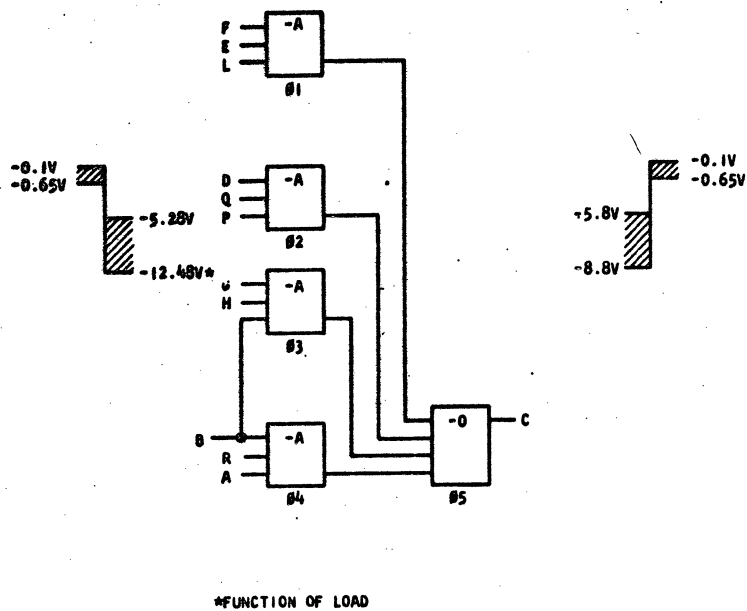 F
E
L
-A
01
-0.1V
-0.65V
-5.28V
-12.48V*
D
Q
P
-A
02
-0.1V
-0.65V
-5.8V
-8.8V
H
-A
03
B
R
A
-A
04
-O
C
05
*FUNCTION OF LOAD